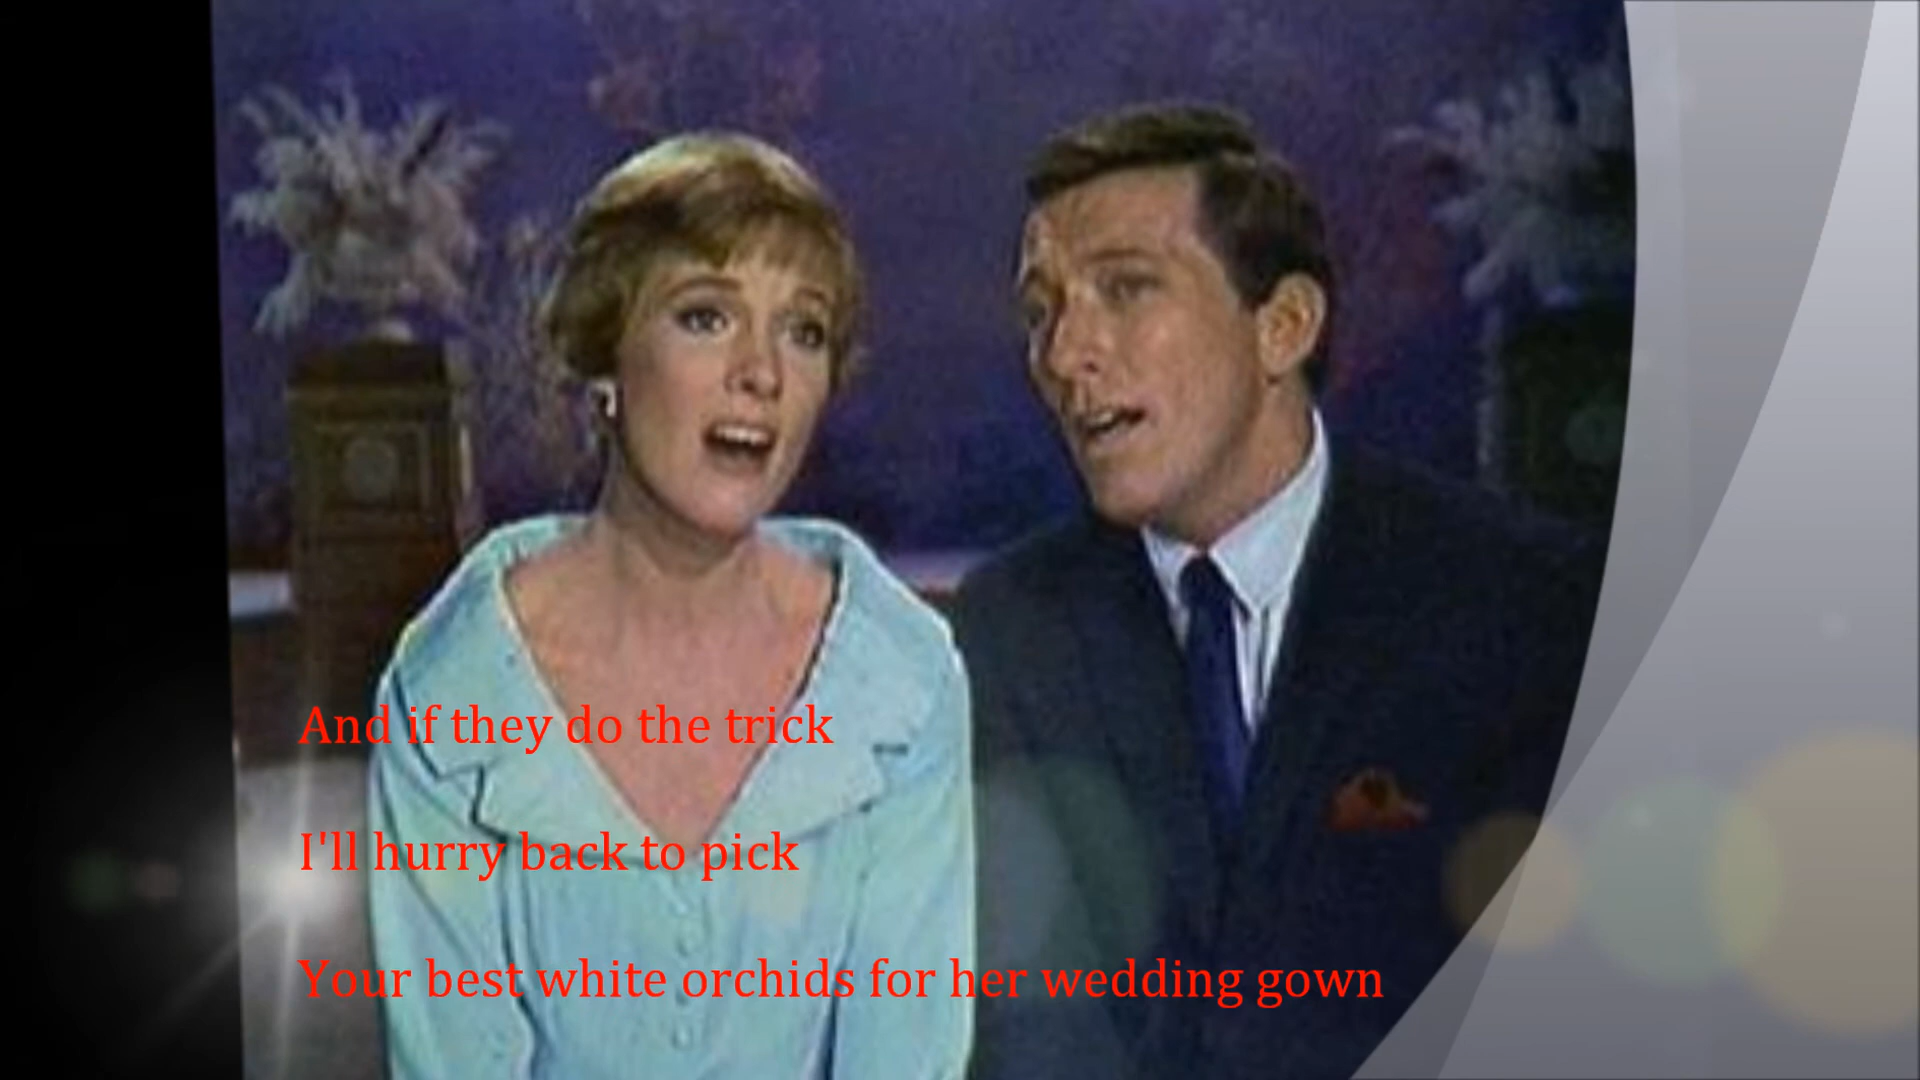 And if they do the trick
I'll hurry back to pick
Your best white orchids for her wedding gown